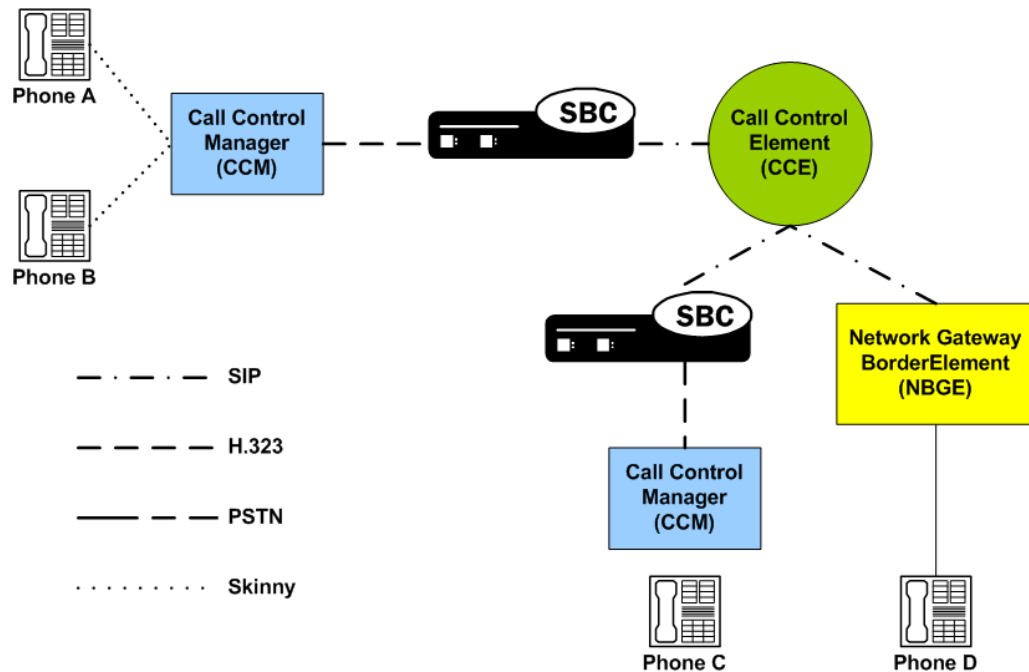 Phone A
Call Control
Manager
(CCM)
SBC
Call Control
Element
(CCE)
Phone B
SBC
Network Gateway
BorderElement
(NBGE)
SIP
H.323
Call Control
Manager
(CCM)
PSTN
Skinny
Phone C
Phone D